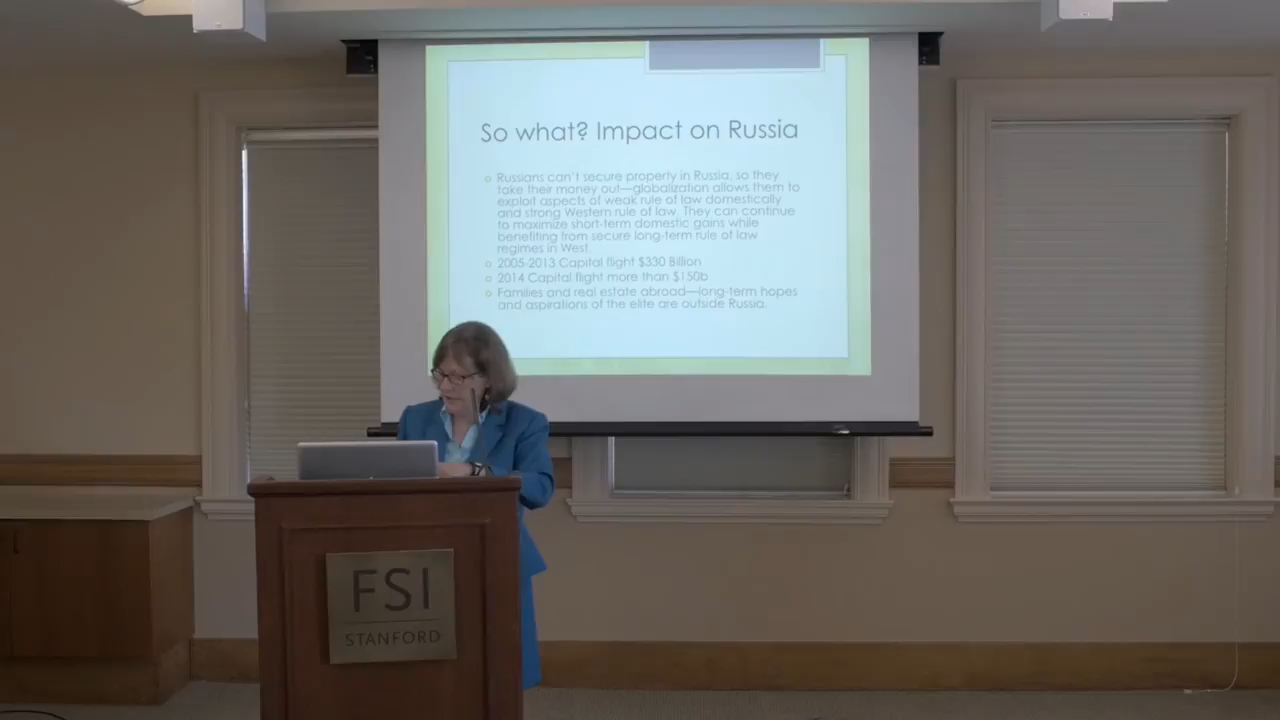 So what? Impact on Russia
Russians can't secure property in Russia, so they
take their money out—globalization allows them to
exploit aspects of weak rule of law domestically
and strong Western rule of law. They can continue
to maximize short-term domestic gains while
benefiting from secure long-term rule of law
regimes in West.
2005-2013 Capital flight $330 Billion
2014 Capital flight more than $150b
Families and real estate abroad—long-term hopes
and aspirations of the elite are outside Russia.
FSI
STANFORD